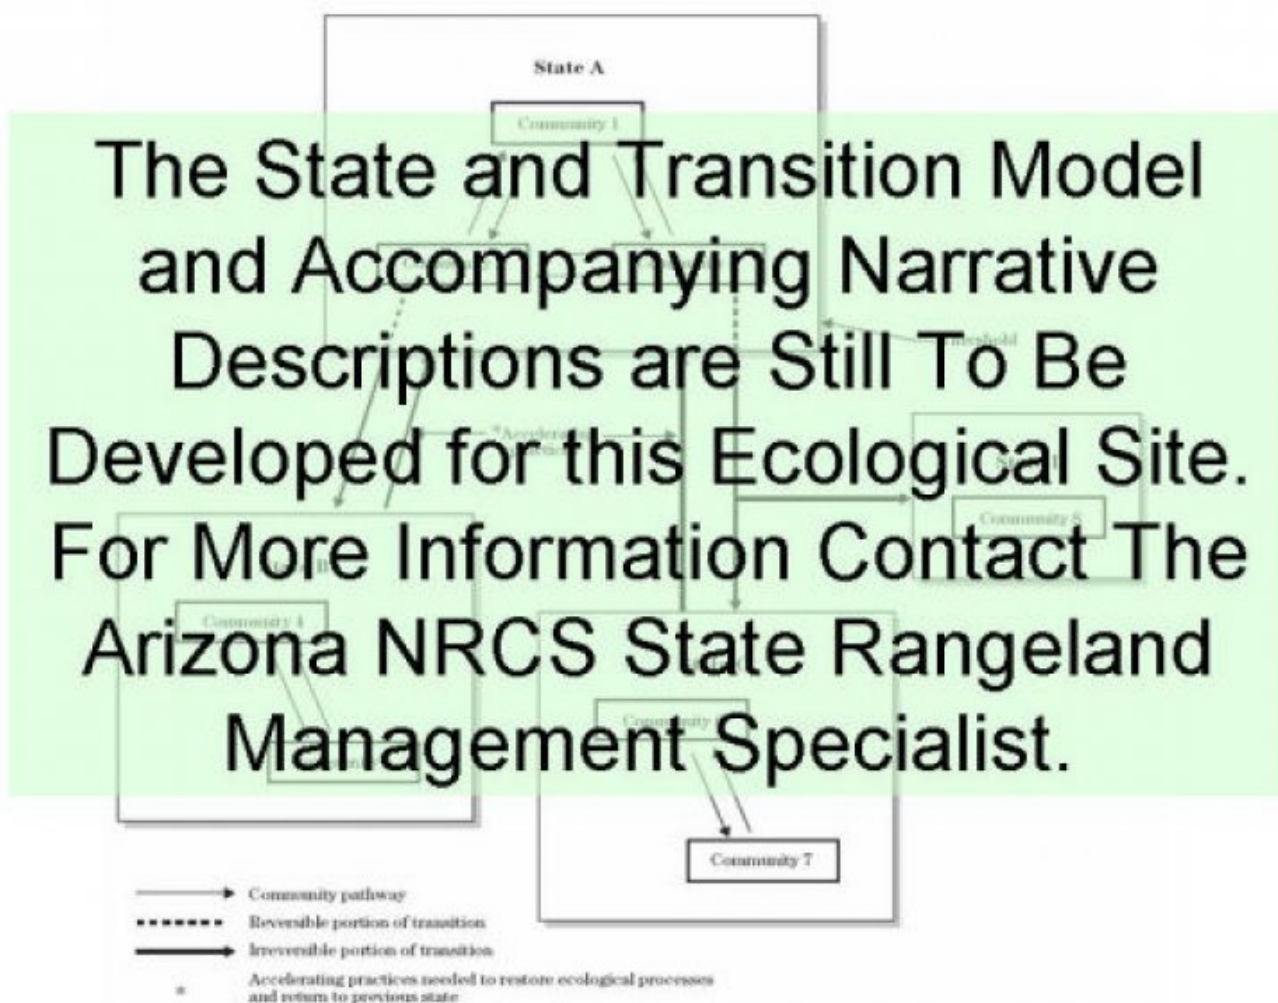 State A
Community 1
The State and Transition Model
and Accompanying Narrative
Descriptions are Still To Be
Developed for this Ecological Site.
For More Information Contact The
Arizona NRCS State Rangeland
Management Specialist.
Community 4
Community 7
Community pathway
Reversible portion of transition
Irreversible portion of transition
* Accelerating practices needed to restore ecological processes
and return to previous state